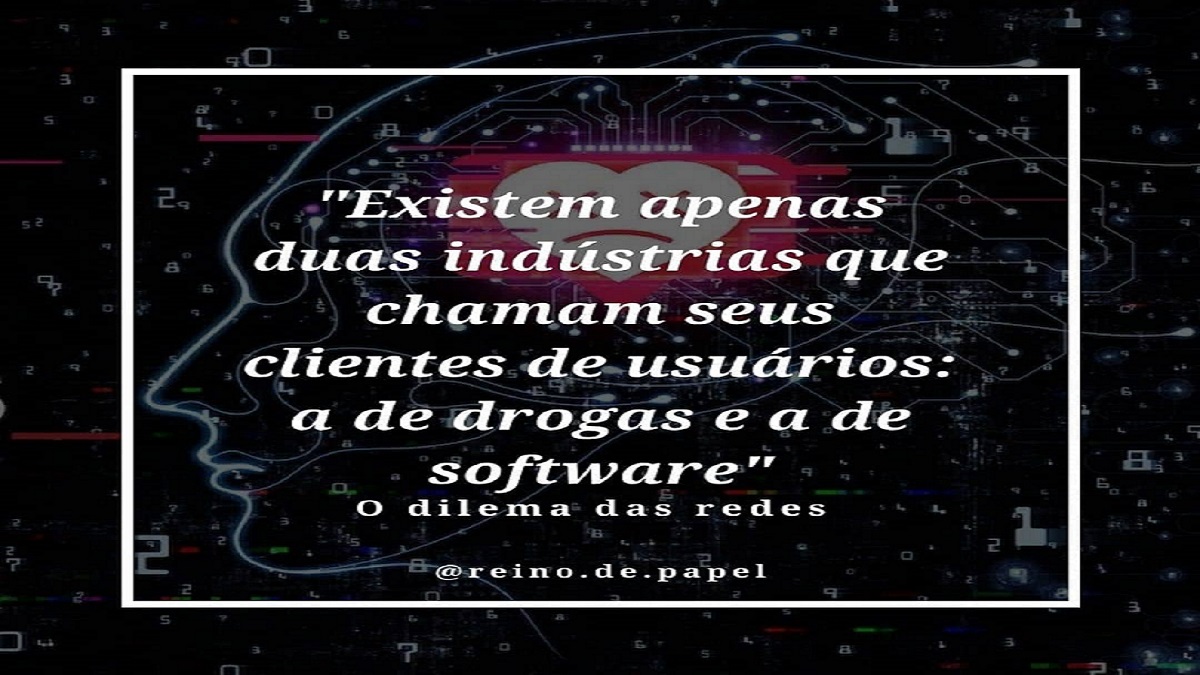 "Existem apenas
duas indústrias que
chamam seus
clientes de usuários:
a de drogas e a de
software"
O dilema das redes
@reino.de.papel